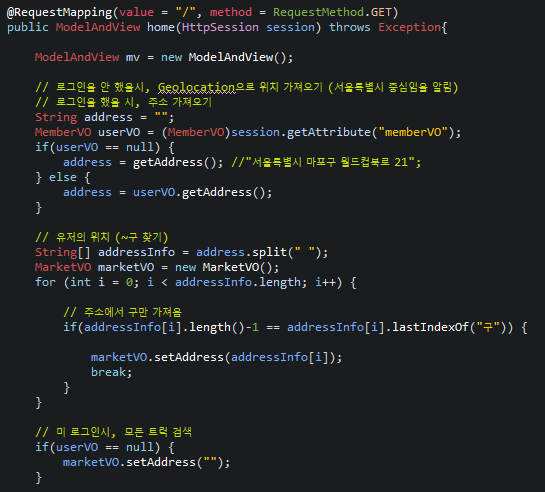 @RequestMapping(value = "/", method = RequestMethod.GET)
public ModelAndView home(HttpSession session) throws Exception{
ModelAndView mv = new ModelAndView();
// 로그인을 안 했을시, Geolocation으로 위치 가져오기 (서울특별시 중심임을 알림)
// 로그인을 했을 시, 주소 가져오기
String address = "";
MemberVO userVO = (MemberVO)session.getAttribute("memberVO");
if(userVO == null) {
address = getAddress(); //"서울특별시 마포구 월드컵북로 21";
} else {
address = userVO.getAddress();
}
// 유저의 위치 (~구 찾기)
String[] addressInfo = address.split(" ");
MarketVO marketVO = new MarketVO();
for (int i = 0; i < addressInfo.length; i++) {
// 주소에서 구만 가져옴
if(addressInfo[i].length()-1 == addressInfo[i].lastIndexOf("구")) {
marketVO.setAddress(addressInfo[i]);
break;
}
}
// 미 로그인시, 모든 트럭 검색
if(userVO == null) {
marketVO.setAddress("");
}